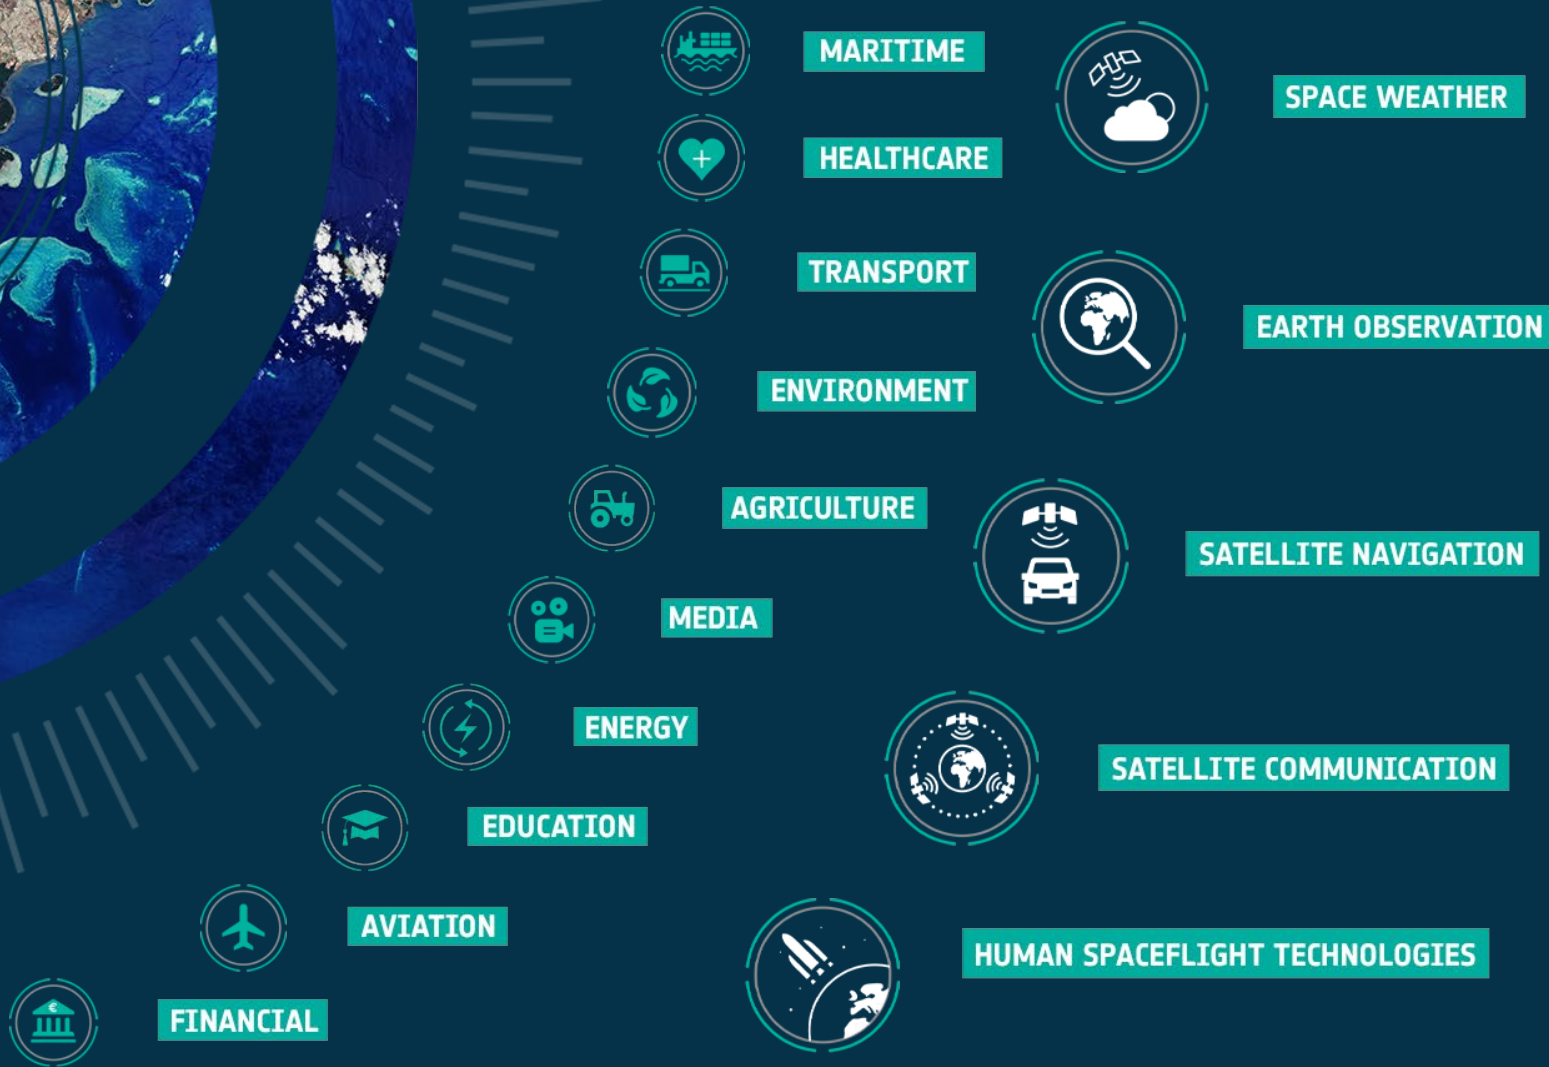 MARITIME
HEALTHCARE
TRANSPORT
ENVIRONMENT
AGRICULTURE
MEDIA
ENERGY
EDUCATION
AVIATION
€
FINANCIAL
SPACE WEATHER
EARTH OBSERVATION
SATELLITE NAVIGATION
SATELLITE COMMUNICATION
HUMAN SPACEFLIGHT TECHNOLOGIES